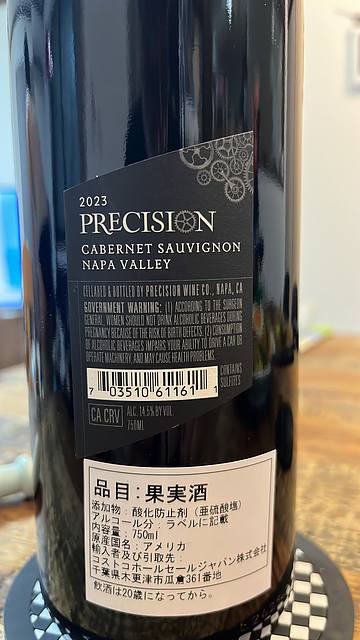 2023
PRECISION
CABERNET SAUVIGNON
NAPA VALLEY
CELLARED & BOTTLED BY PRECISION WINE CO., NAPA, CA
GOVERNMENT WARNING: (1) ACCORDING TO THE SURGEON
GENERAL, WOMEN SHOULD NOT DRINK ALCOHOLIC BEVERAGES DURING
PREGNANCY BECAUSE OF THE RISK OF BIRTH DEFECTS. (2) CONSUMPTION
OF ALCOHOLIC BEVERAGES IMPAIRS YOUR ABILITY TO DRIVE A CAR OR
OPERATE MACHINERY, AND MAY CAUSE HEALTH PROBLEMS.
CONTAINS
SULFITES
7 03510 61161 1
CA CRV
ALC. 14.5% BY VOL.
750ML
品目:果実酒
添加物:酸化防止剤(亜硫酸塩)
アルコール分:ラベルに記載
内容量:750ml
原産国名:アメリカ
輸入者及び引取先:
コストコホールセールジャパン株式会社
千葉県木更津市瓜倉361番地
飲酒は20歳になってから。